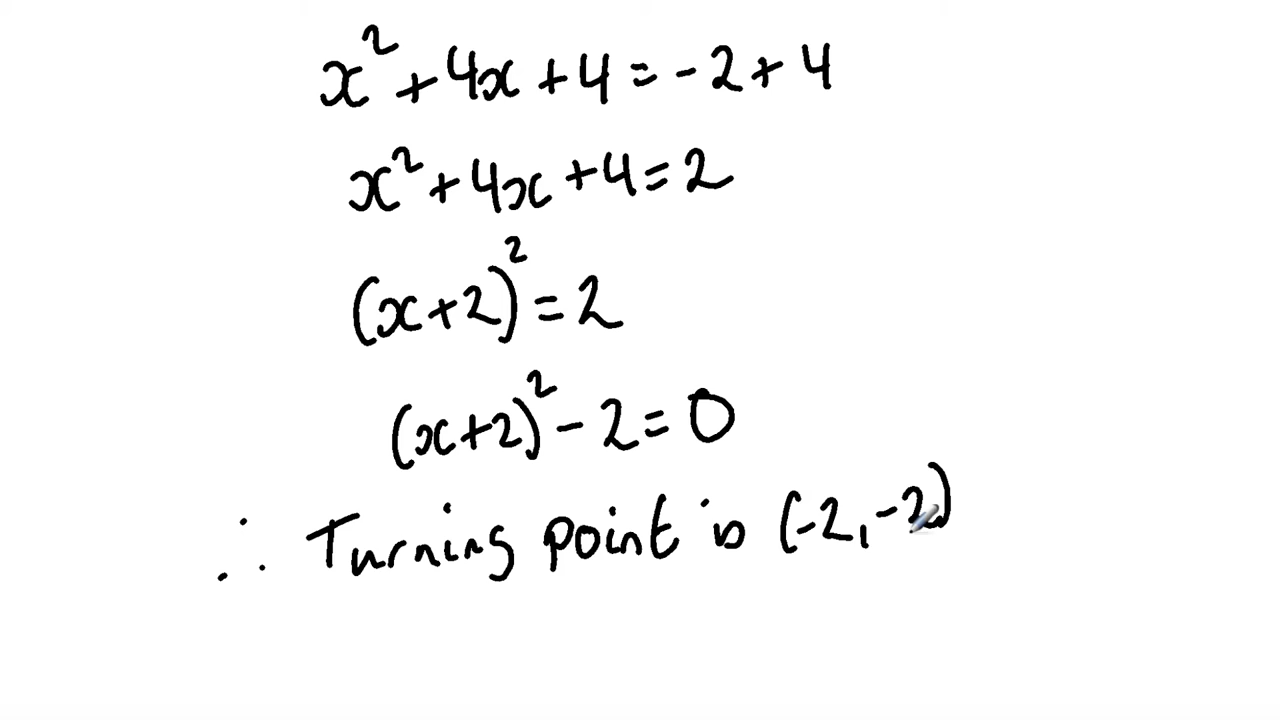 x² + 4x + 4 = -2 + 4
x² + 4x + 4 = 2
(x+2)² = 2
(x+2)² - 2 = 0
∴ Turning point is (-2, -2)